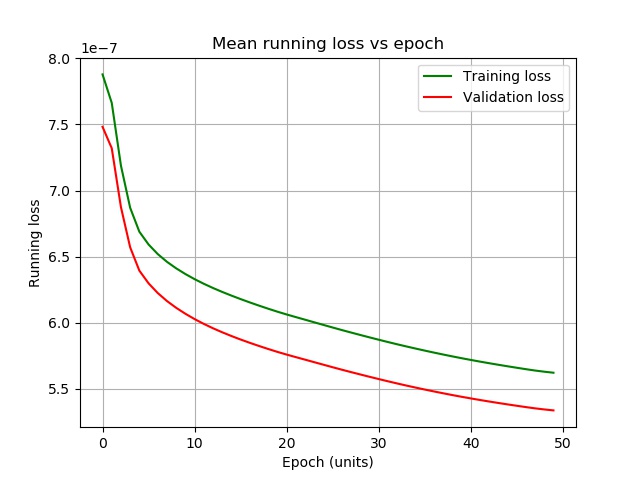 Mean running loss vs epoch
1e−7
Training loss
Validation loss
8.0
7.5
7.0
6.5
6.0
5.5
Running loss
0 10 20 30 40 50
Epoch (units)